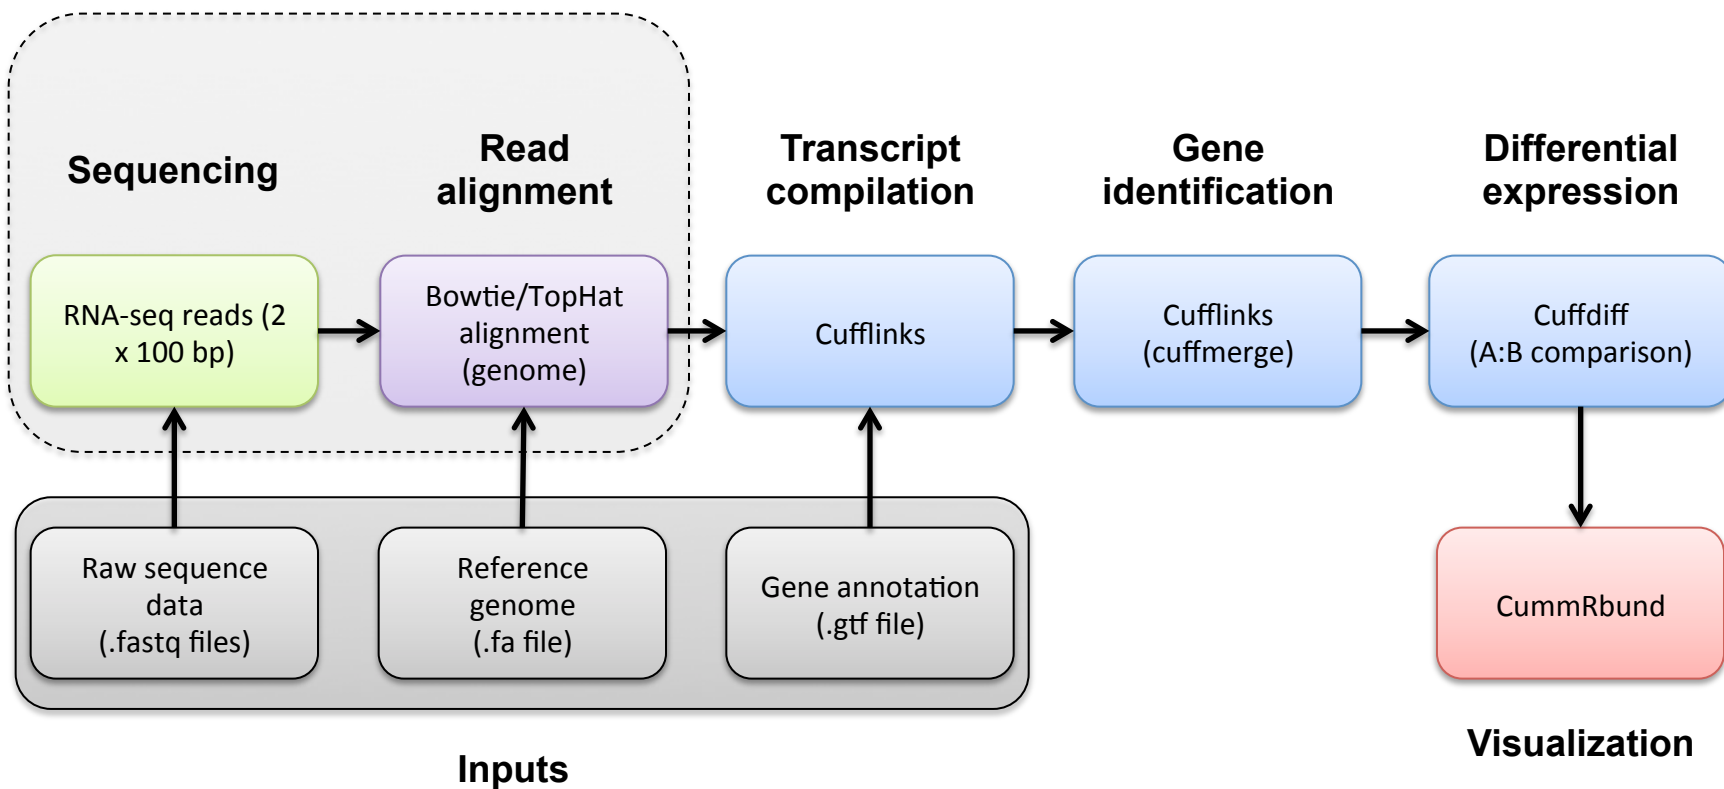 Sequencing
Read
alignment
Transcript
compilation
Gene
identification
Differential
expression
RNA-seq reads (2
x 100 bp)
Bowtie/TopHat
alignment
(genome)
Cufflinks
Cufflinks
(cuffmerge)
Cuffdiff
(A:B comparison)
Raw sequence
data
(.fastq files)
Reference
genome
(.fa file)
Gene annotation
(.gtf file)
CummRbund
Inputs
Visualization